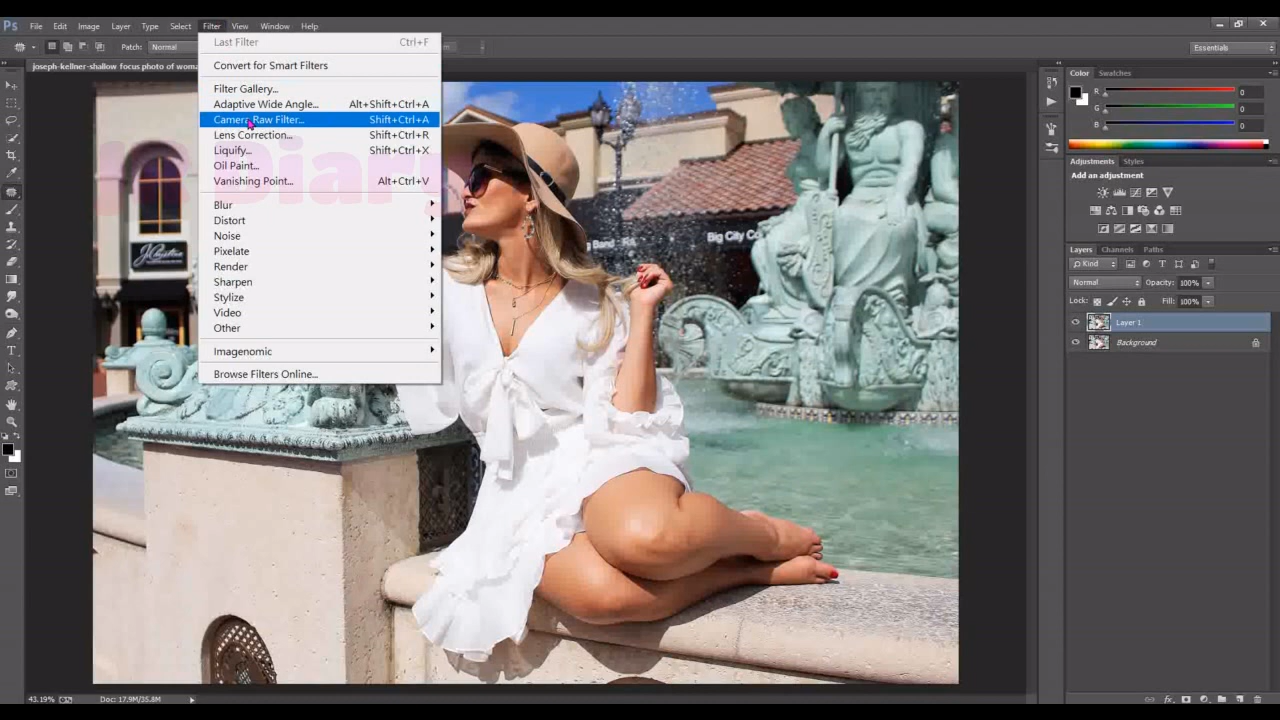 Ps File Edit Image Layer Type Select Filter View Window Help
Patch: Normal
Essentials
joseph-kellner-shallow focus photo of woma
Last Filter Ctrl+F
Convert for Smart Filters
Filter Gallery...
Adaptive Wide Angle... Alt+Shift+Ctrl+A
Camera Raw Filter... Shift+Ctrl+A
Lens Correction... Shift+Ctrl+R
Liquify... Shift+Ctrl+X
Oil Paint...
Vanishing Point... Alt+Ctrl+V
Blur
Distort
Noise
Pixelate
Render
Sharpen
Stylize
Video
Other
Imagenomic
Browse Filters Online...
Diary
Big City
Color Swatches
R 0
G 0
B 0
Adjustments Styles
Add an adjustment
Layers Channels Paths
Kind
Normal Opacity: 100%
Lock: Fill: 100%
Layer 1
Background
43.19% Doc: 17.9M/35.8M